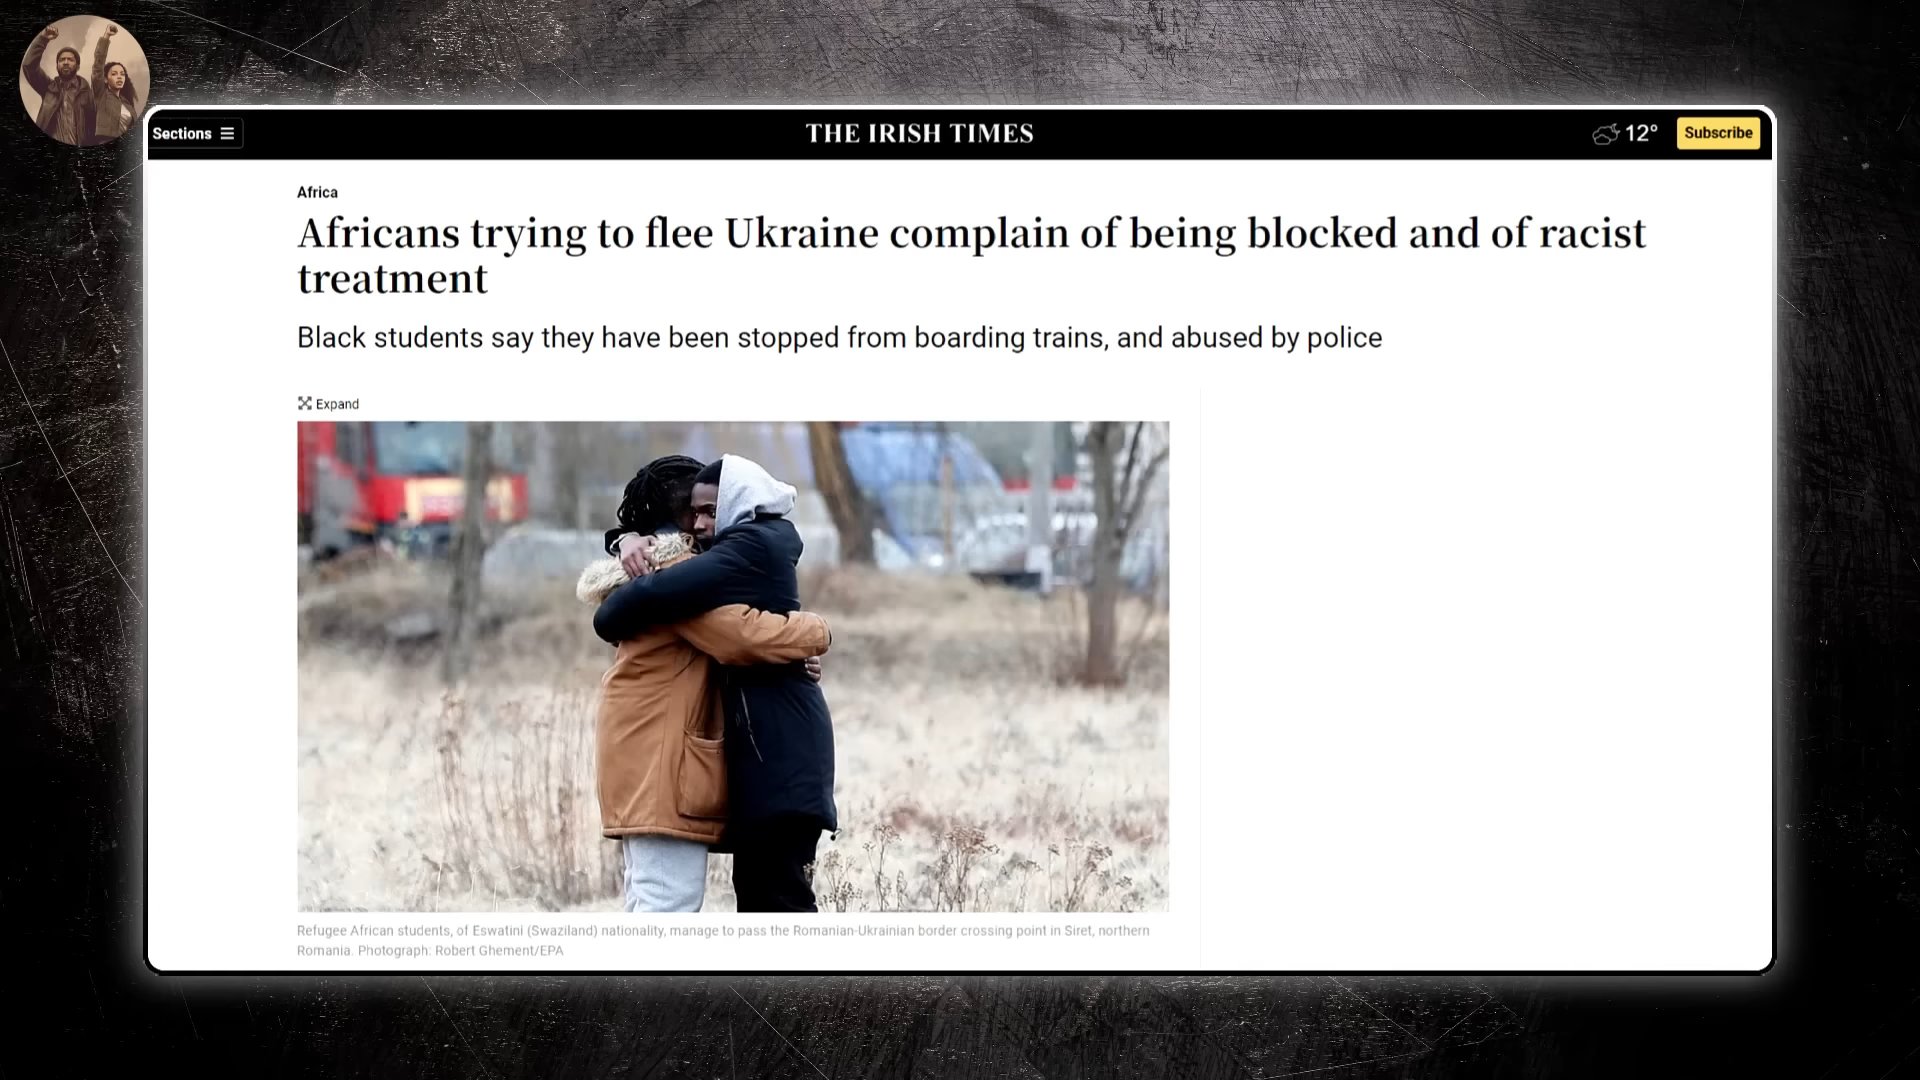 Sections
THE IRISH TIMES
12°
Subscribe
Africa
Africans trying to flee Ukraine complain of being blocked and of racist
treatment
Black students say they have been stopped from boarding trains, and abused by police
Expand
Refugee African students, of Eswatini (Swaziland) nationality, manage to pass the Romanian-Ukrainian border crossing point in Siret, northern
Romania. Photograph: Robert Ghement/EPA